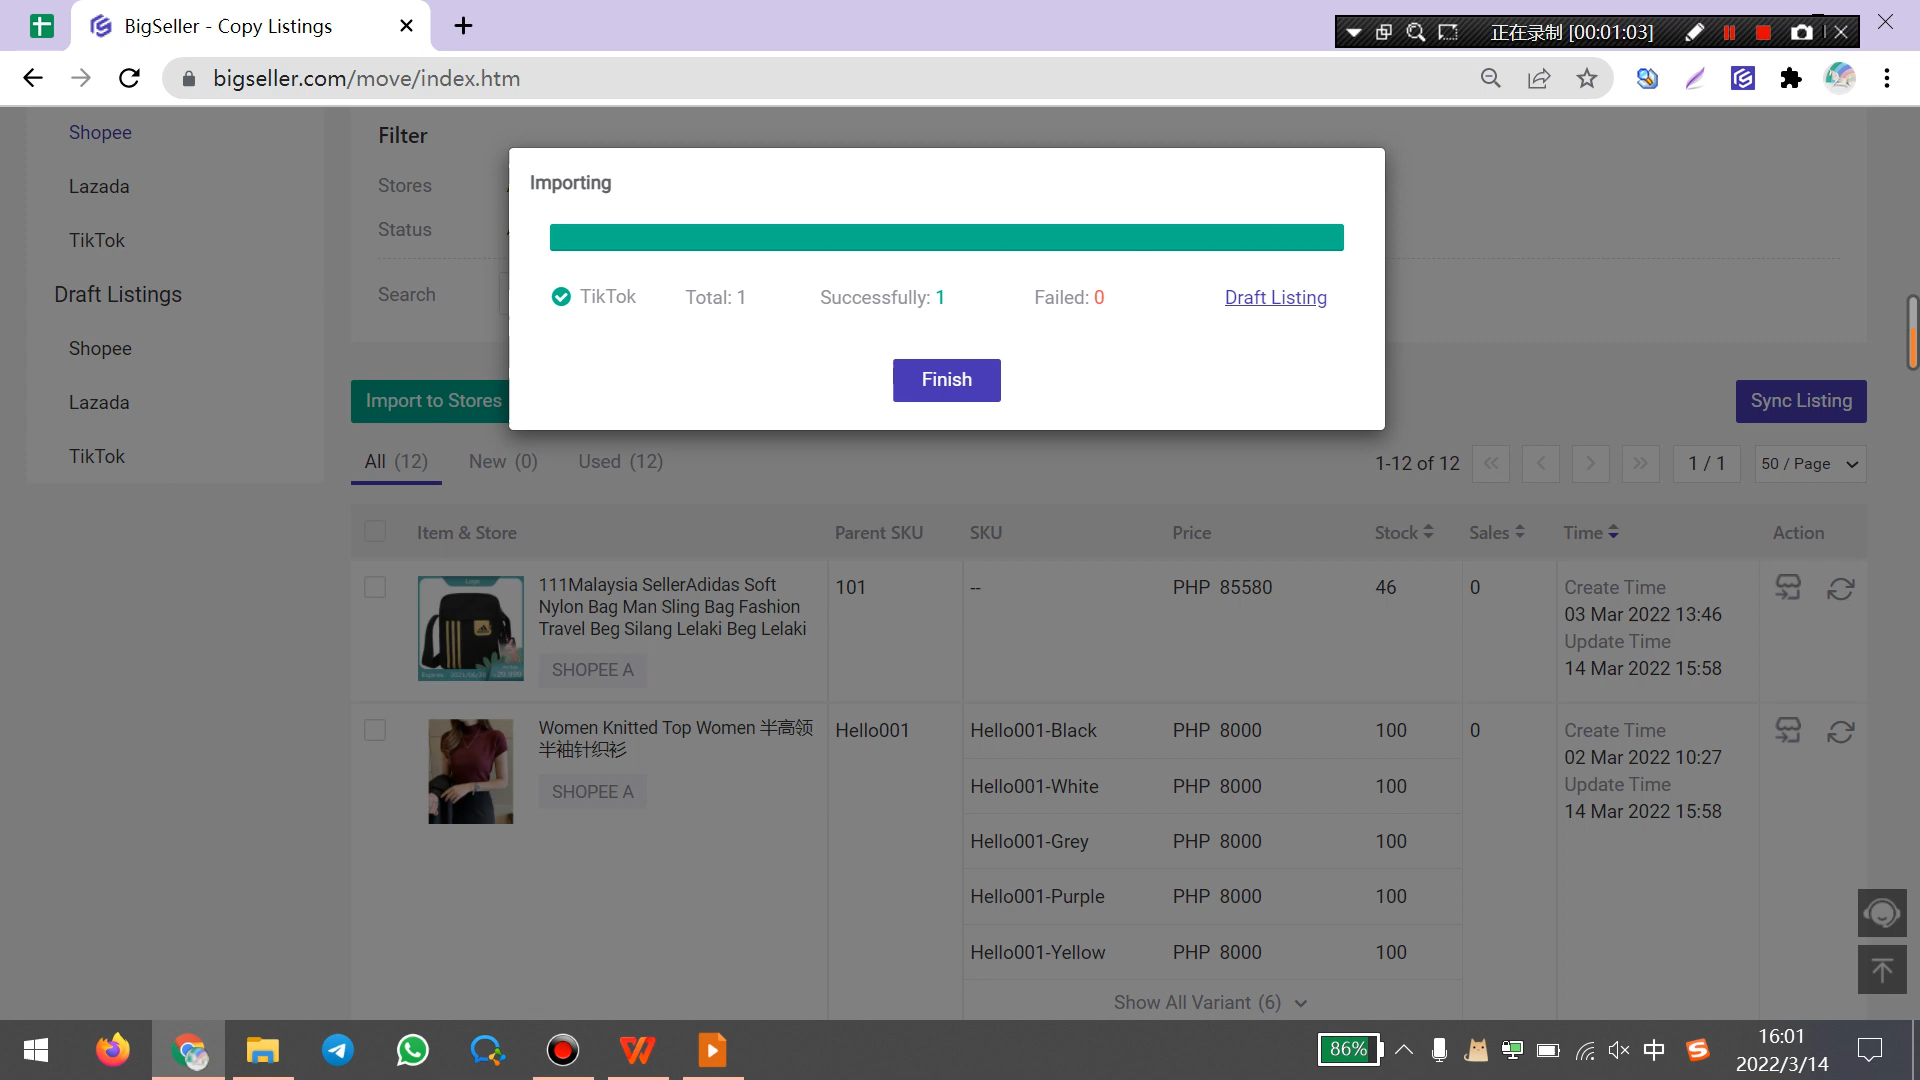 BigSeller - Copy Listings
正在录制 [00:01:03]
bigseller.com/move/index.htm
Shopee
Lazada
TikTok
Draft Listings
Shopee
Lazada
TikTok
Filter
Stores
Status
Search
Importing
TikTok Total: 1 Successfully: 1 Failed: 0 Draft Listing
Finish
Import to Stores
Sync Listing
All (12) New (0) Used (12)
1-12 of 12 1 / 1 50 / Page
Item & Store Parent SKU SKU Price Stock Sales Time Action
111Malaysia SellerAdidas Soft
Nylon Bag Man Sling Bag Fashion
Travel Beg Silang Lelaki Beg Lelaki
SHOPEE A
101 -- PHP 85580 46 0
Create Time
03 Mar 2022 13:46
Update Time
14 Mar 2022 15:58
Women Knitted Top Women 半高领
半袖针织衫
SHOPEE A
Hello001
Hello001-Black PHP 8000 100 0
Hello001-White PHP 8000 100
Hello001-Grey PHP 8000 100
Hello001-Purple PHP 8000 100
Hello001-Yellow PHP 8000 100
Create Time
02 Mar 2022 10:27
Update Time
14 Mar 2022 15:58
Show All Variant (6)
86%
中
16:01
2022/3/14